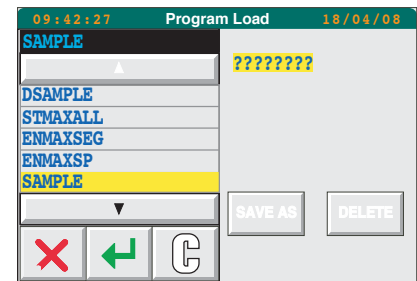 09:42:27 Program Load 18/04/08
SAMPLE
????????
DSAMPLE
STMAXALL
ENMAXSEG
ENMAXSP
SAMPLE
SAVE AS DELETE
C